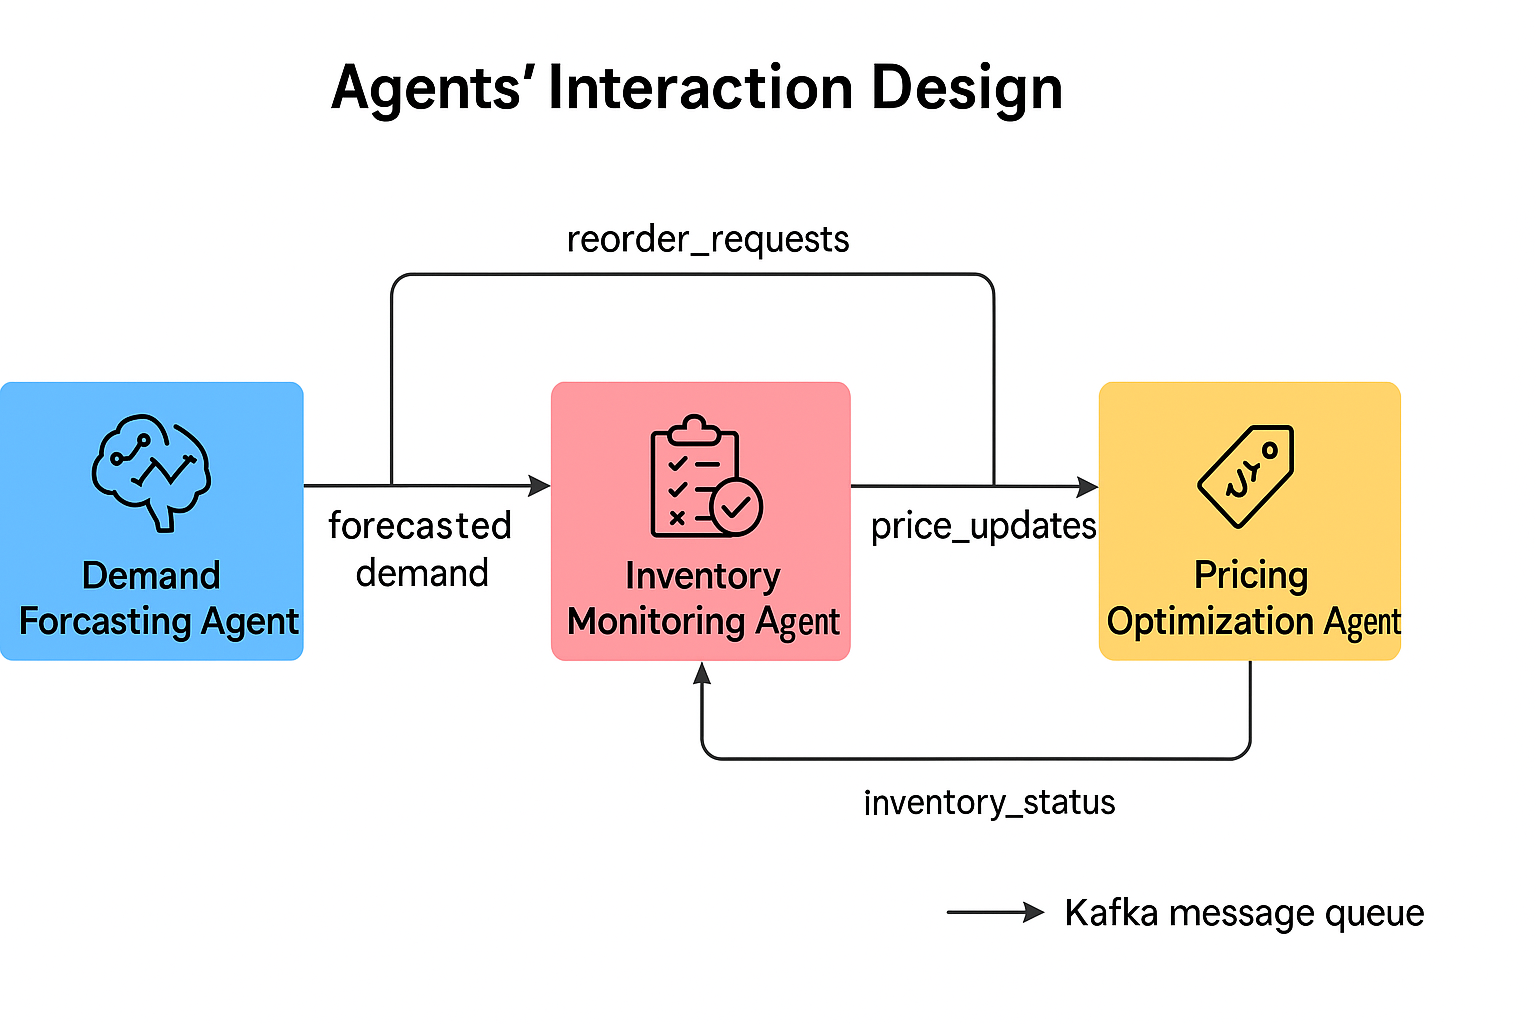 Agents’ Interaction Design
reorder_requests
forecasted
demand
price_updates
Demand
Forcasting Agent
Inventory
Monitoring Agent
Pricing
Optimization Agent
inventory_status
Kafka message queue